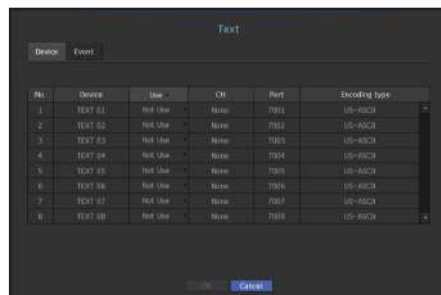 Text
Device Event
No. Device Use CH Port Encoding type
1 TEXT 01 Not Use None 7001 US-ASCII
2 TEXT 02 Not Use None 7002 US-ASCII
3 TEXT 03 Not Use None 7003 US-ASCII
4 TEXT 04 Not Use None 7004 US-ASCII
5 TEXT 05 Not Use None 7005 US-ASCII
6 TEXT 06 Not Use None 7006 US-ASCII
7 TEXT 07 Not Use None 7007 US-ASCII
8 TEXT 08 Not Use None 7008 US-ASCII
OK Cancel